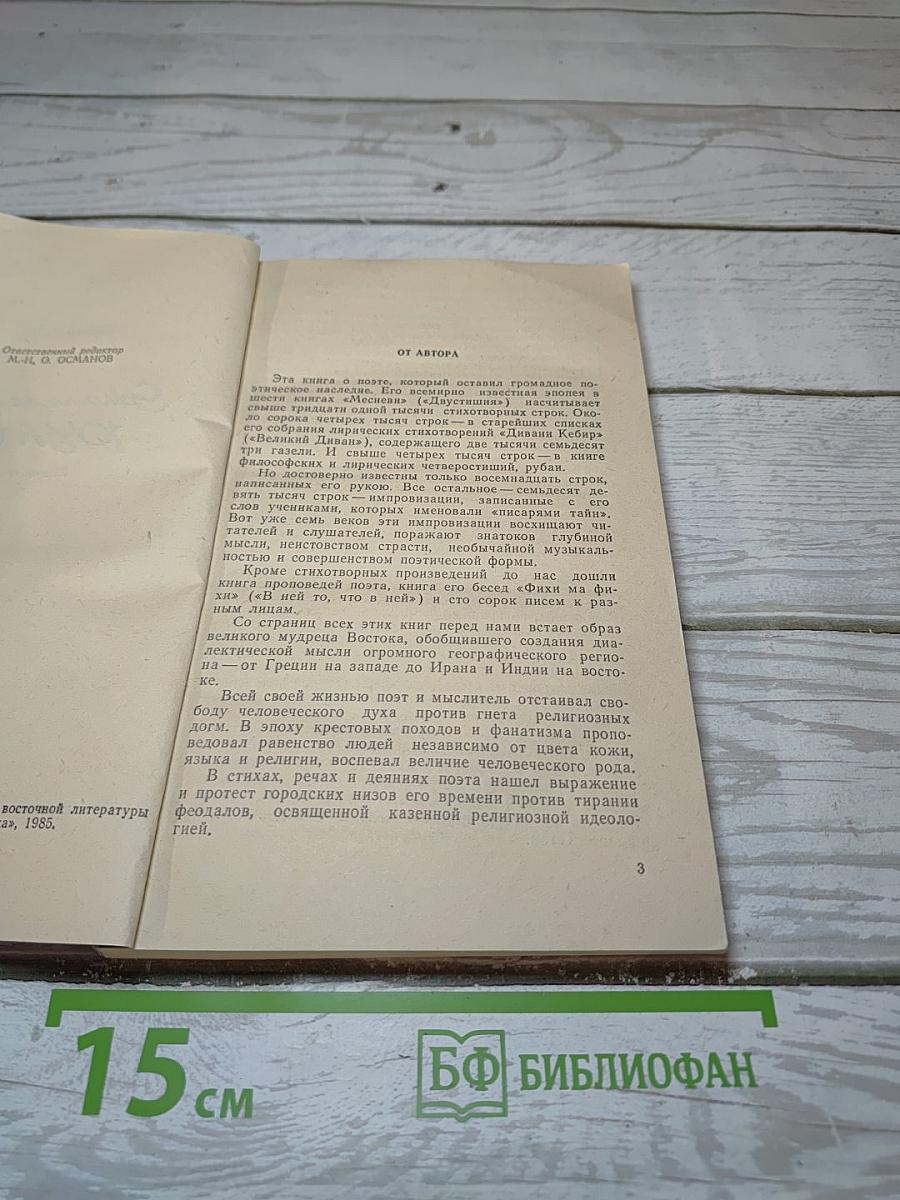 Ответственный редактор
М.-Н. О. ОСМАНОВ
восточной литературы
ка», 1985.
ОТ АВТОРА
Эта книга о поэте, который оставил громадное по-
этическое наследие. Его всемирно известная эпопея в
шести книгах «Месневи» («Двустишия») насчитывает
свыше тридцати одной тысячи стихотворных строк. Око-
ло сорока четырех тысяч строк — в старейших списках
его собрания лирических стихотворений «Дивани Кебир»
(«Великий Диван»), содержащего две тысячи семьдесят
три газели. И свыше четырех тысяч строк — в книге
философских и лирических четверостиший, рубаи.
Но достоверно известны только восемнадцать строк,
написанных его рукою. Все остальное — семьдесят де-
вять тысяч строк — импровизации, записанные с его
слов учениками, которых именовали «писарями тайн».
Вот уже семь веков эти импровизации восхищают чи-
тателей и слушателей, поражают знатоков глубиной
мысли, неистовством страсти, необычайной музыкаль-
ностью и совершенством поэтической формы.
Кроме стихотворных произведений до нас дошли
книга проповедей поэта, книга его бесед «Фихи ма фи-
хи» («В ней то, что в ней») и сто сорок писем к раз-
ным лицам.
Со страниц всех этих книг перед нами встает образ
великого мудреца Востока, обобщившего создания диа-
лектической мысли огромного географического регио-
на — от Греции на западе до Ирана и Индии на восто-
ке.
Всей своей жизнью поэт и мыслитель отстаивал сво-
боду человеческого духа против гнета религиозных
догм. В эпоху крестовых походов и фанатизма пропо-
ведовал равенство людей независимо от цвета кожи,
языка и религии, воспевал величие человеческого рода.
В стихах, речах и деяниях поэта нашел выражение
и протест городских низов его времени против тирании
феодалов, освященной казенной религиозной идеоло-
гией.
3
15 см
БФ БИБЛИОФАН